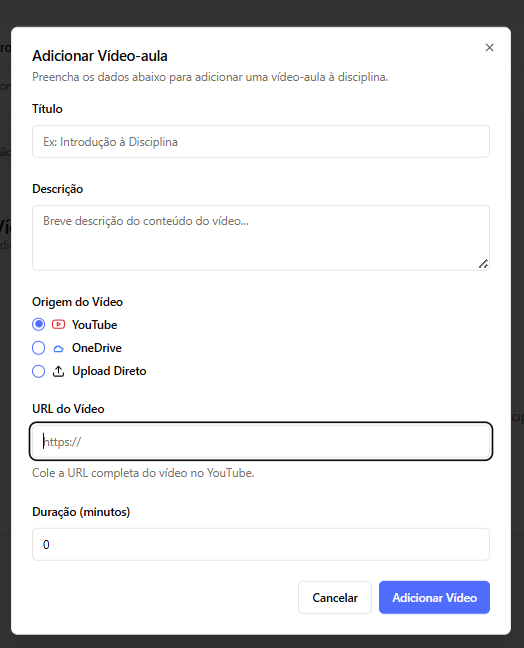 Adicionar Vídeo-aula
Preencha os dados abaixo para adicionar uma vídeo-aula à disciplina.
Título
Ex: Introdução à Disciplina
Descrição
Breve descrição do conteúdo do vídeo...
Origem do Vídeo
YouTube
OneDrive
Upload Direto
URL do Vídeo
https://
Cole a URL completa do vídeo no YouTube.
Duração (minutos)
0
Cancelar
Adicionar Vídeo